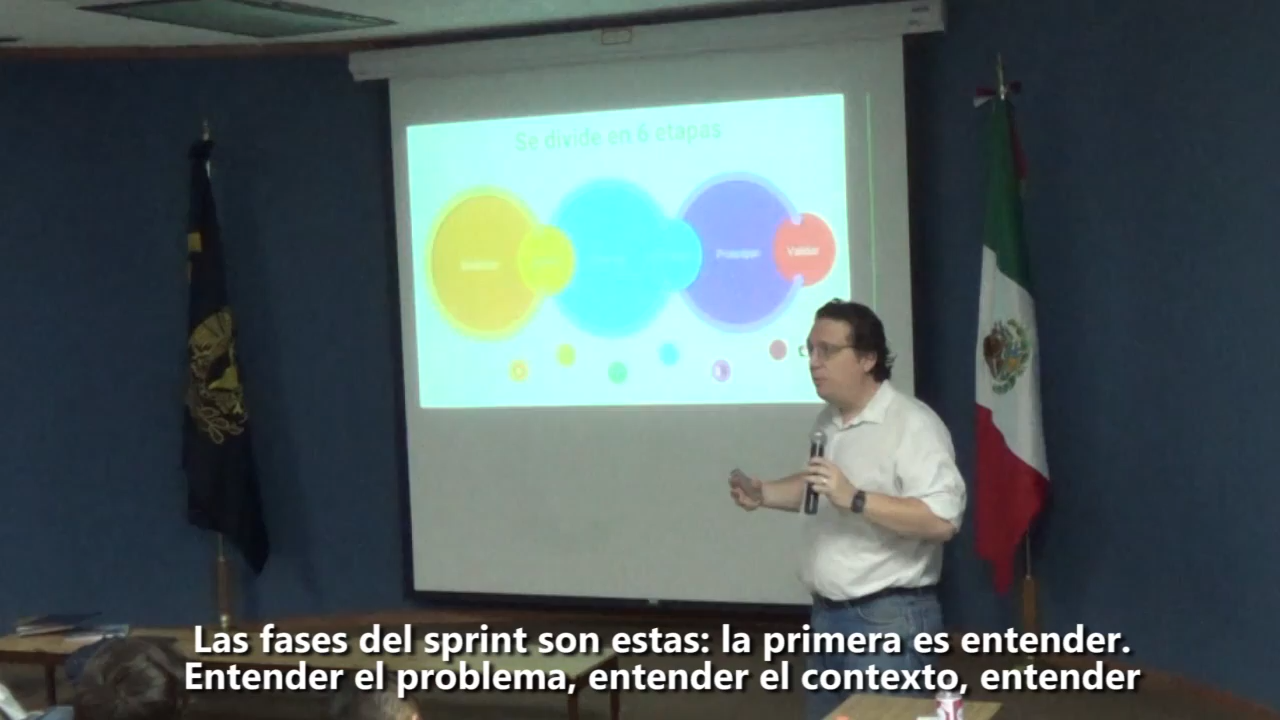 Se divide en 6 etapas
Validar
Las fases del sprint son estas: la primera es entender.
Entender el problema, entender el contexto, entender